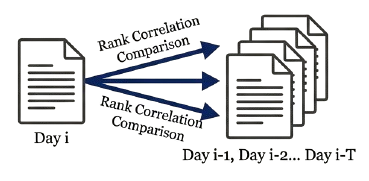 Rank Correlation
Comparison
Rank Correlation
Comparison
Day i
Day i-1, Day i-2... Day i-T